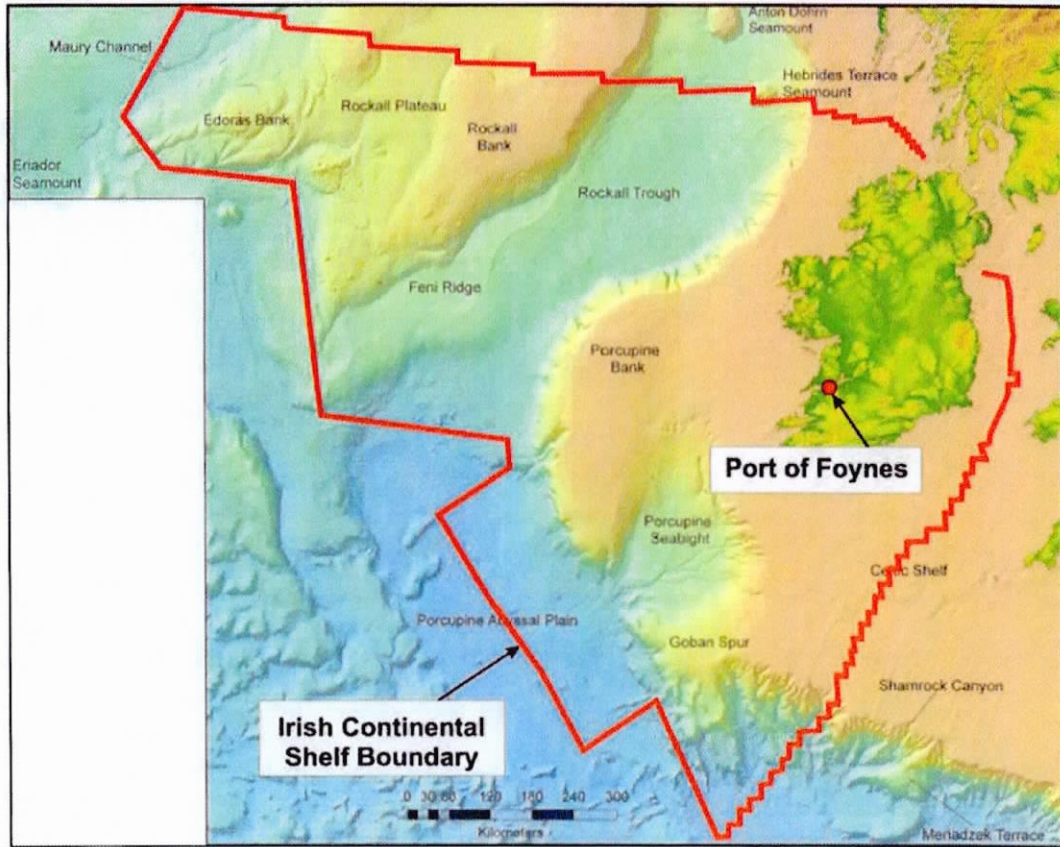 Anton Dohrn
Seamount
Maury Channel
Hebrides Terrace
Seamount
Rockall Plateau
Edoras Bank
Rockall
Bank
Eriador
Seamount
Rockall Trough
Feni Ridge
Porcupine
Bank
Port of Foynes
Porcupine
Seabight
Celtic Shelf
Porcupine Abyssal Plain
Goban Spur
Shamrock Canyon
Irish Continental
Shelf Boundary
0 30 60 120 180 240 300
Kilometers
Menadzek Terrace